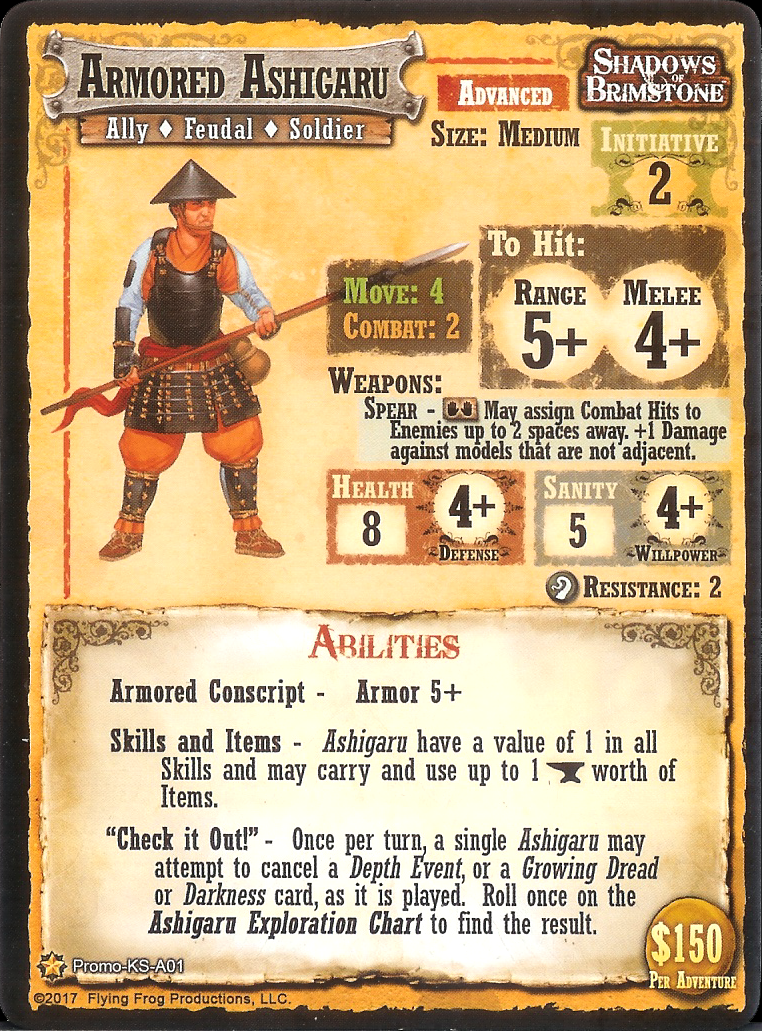 Armored Ashigaru
Ally ♦ Feudal ♦ Soldier
Advanced
Shadows
of
Brimstone
Size: Medium
Initiative
2
To Hit:
Range
5+
Melee
4+
Move: 4
Combat: 2
Weapons:
Spear - May assign Combat Hits to
Enemies up to 2 spaces away. +1 Damage
against models that are not adjacent.
Health
8
4+
Defense
Sanity
5
4+
Willpower
Resistance: 2
Abilities
Armored Conscript - Armor 5+
Skills and Items - Ashigaru have a value of 1 in all
Skills and may carry and use up to 1 worth of
Items.
“Check it Out!” - Once per turn, a single Ashigaru may
attempt to cancel a Depth Event, or a Growing Dread
or Darkness card, as it is played. Roll once on the
Ashigaru Exploration Chart to find the result.
$150
Per Adventure
Promo-KS-A01
©2017 Flying Frog Productions, LLC.